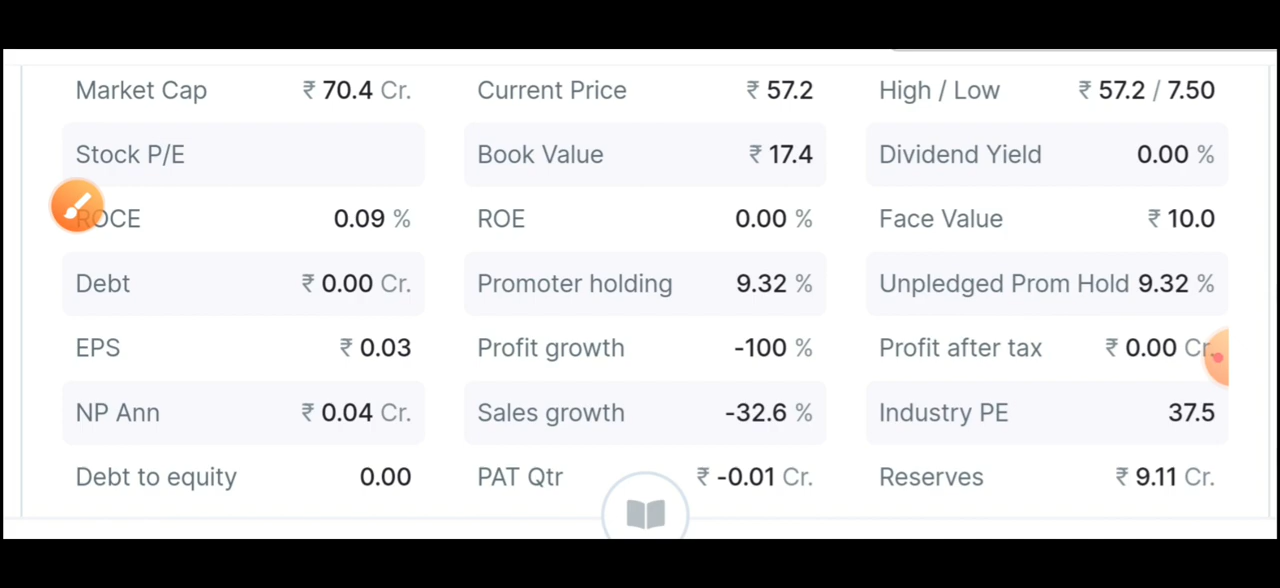 Market Cap ₹ 70.4 Cr. Current Price ₹ 57.2 High / Low ₹ 57.2 / 7.50
Stock P/E Book Value ₹ 17.4 Dividend Yield 0.00 %
ROCE 0.09 % ROE 0.00 % Face Value ₹ 10.0
Debt ₹ 0.00 Cr. Promoter holding 9.32 % Unpledged Prom Hold 9.32 %
EPS ₹ 0.03 Profit growth -100 % Profit after tax ₹ 0.00 Cr.
NP Ann ₹ 0.04 Cr. Sales growth -32.6 % Industry PE 37.5
Debt to equity 0.00 PAT Qtr ₹ -0.01 Cr. Reserves ₹ 9.11 Cr.